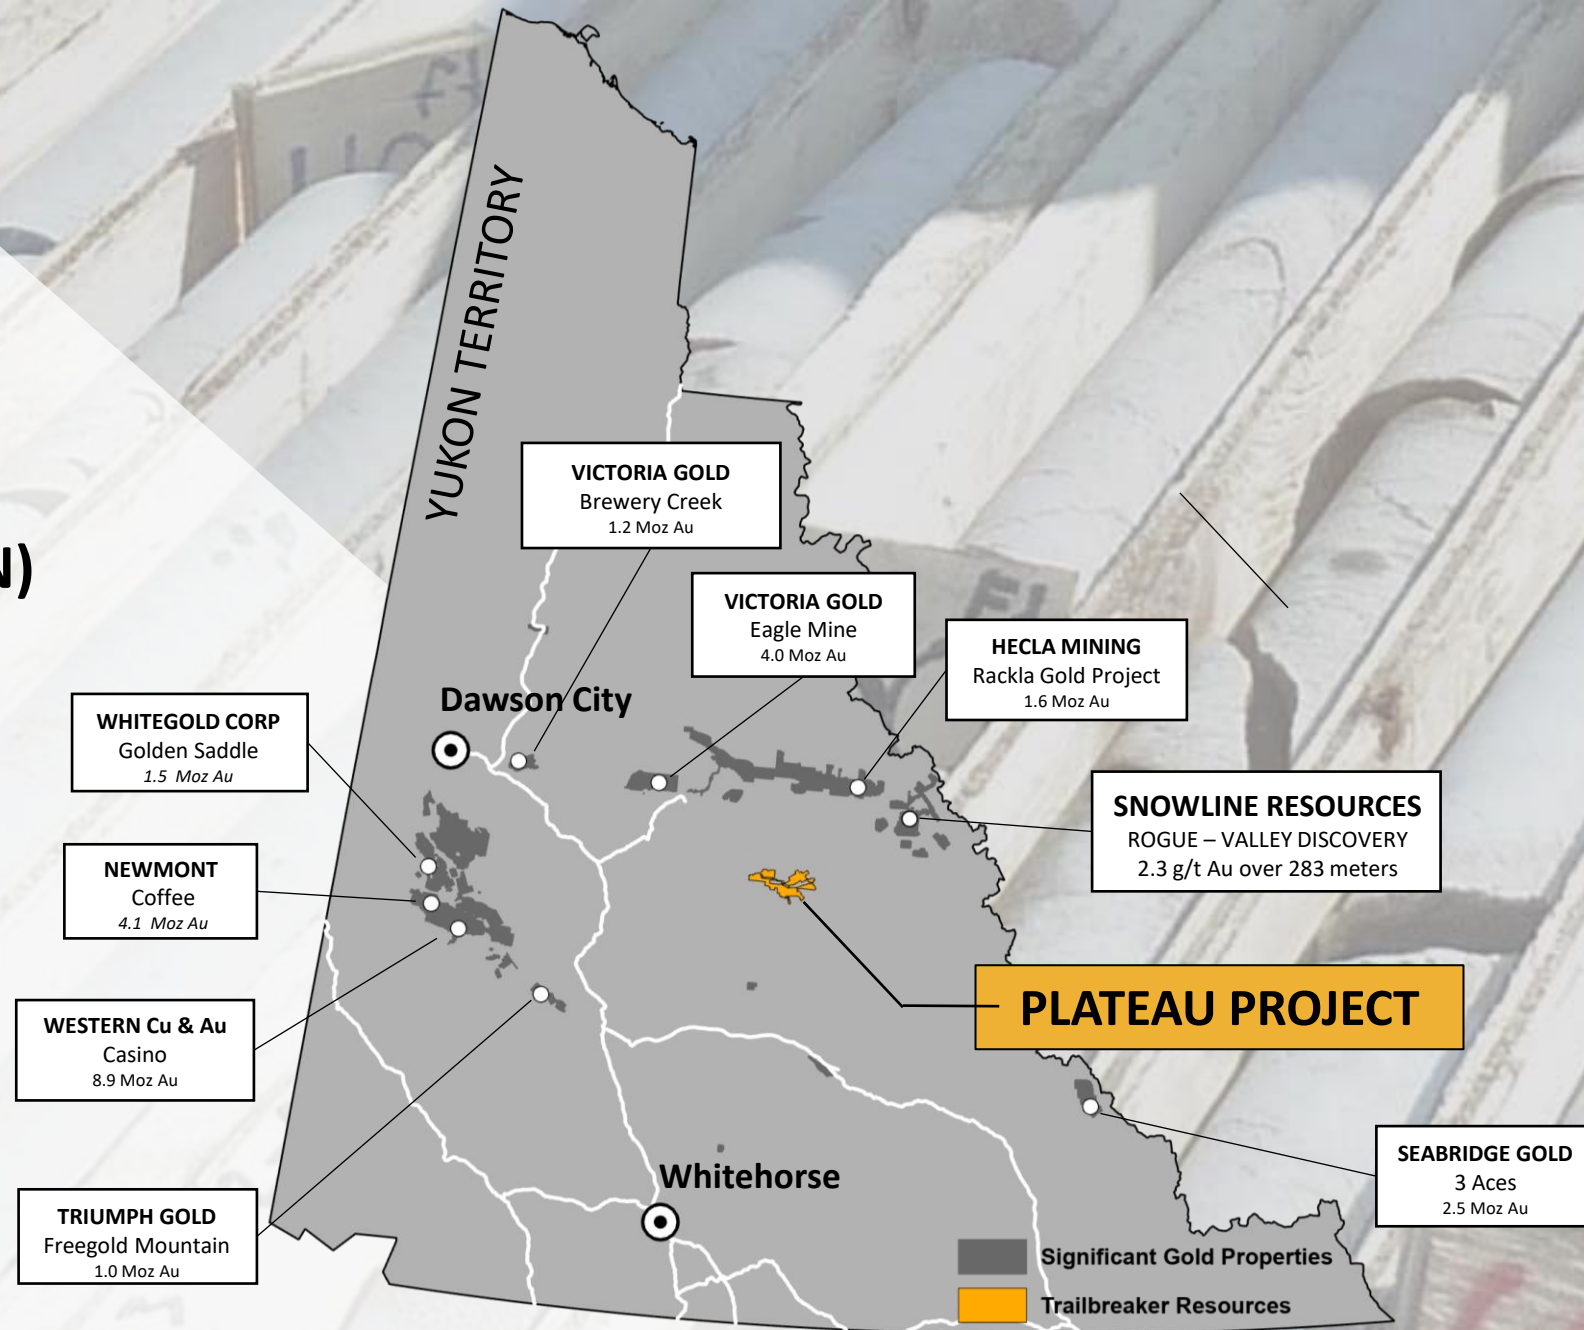 YUKON TERRITORY
N)
VICTORIA GOLD
Brewery Creek
1.2 Moz Au
VICTORIA GOLD
Eagle Mine
4.0 Moz Au
HECLA MINING
Rackla Gold Project
1.6 Moz Au
Dawson City
WHITEGOLD CORP
Golden Saddle
1.5 Moz Au
SNOWLINE RESOURCES
ROGUE – VALLEY DISCOVERY
2.3 g/t Au over 283 meters
NEWMONT
Coffee
4.1 Moz Au
PLATEAU PROJECT
WESTERN Cu & Au
Casino
8.9 Moz Au
SEABRIDGE GOLD
3 Aces
2.5 Moz Au
Whitehorse
TRIUMPH GOLD
Freegold Mountain
1.0 Moz Au
Significant Gold Properties
Trailbreaker Resources